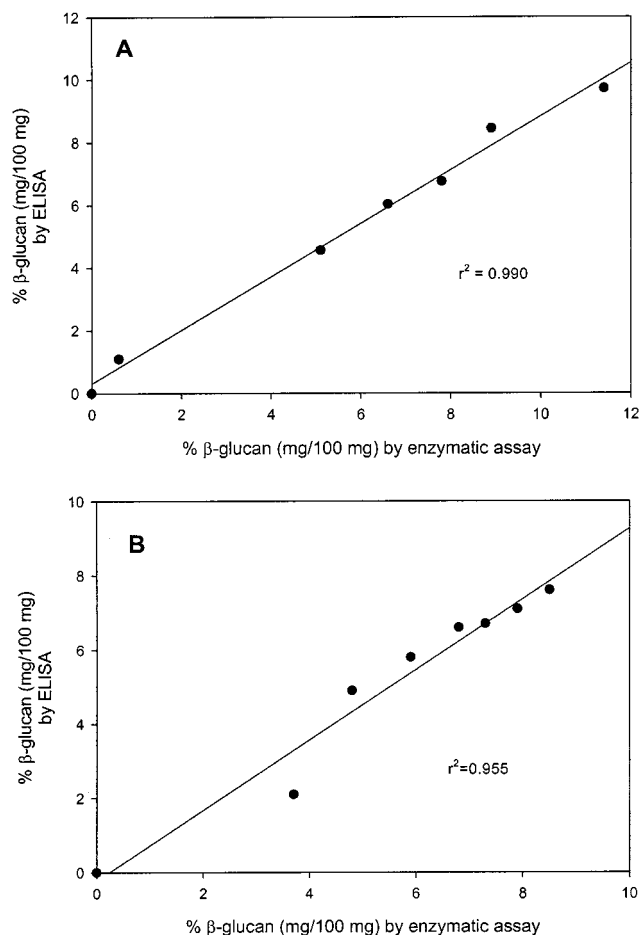 A
12
10
8
6
4
2
0
% β-glucan (mg/100 mg)
by ELISA
r² = 0.990
0 2 4 6 8 10 12
% β-glucan (mg/100 mg) by enzymatic assay
B
10
8
6
4
2
0
% β-glucan (mg/100 mg)
by ELISA
r²=0.955
0 2 4 6 8 10
% β-glucan (mg/100 mg) by enzymatic assay